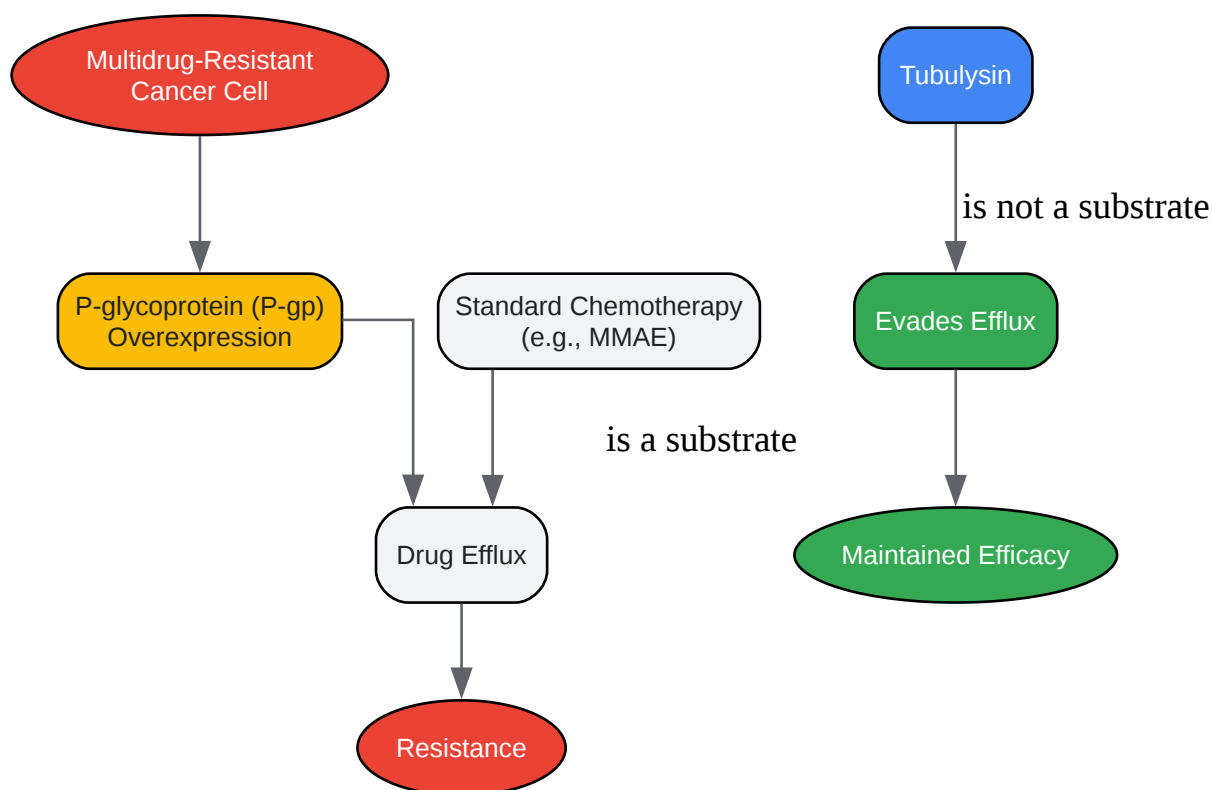 Multidrug-Resistant
Cancer Cell
Tubulysin
is not a substrate
P-glycoprotein (P-gp)
Overexpression
Standard Chemotherapy
(e.g., MMAE)
Evades Efflux
is a substrate
Drug Efflux
Maintained Efficacy
Resistance